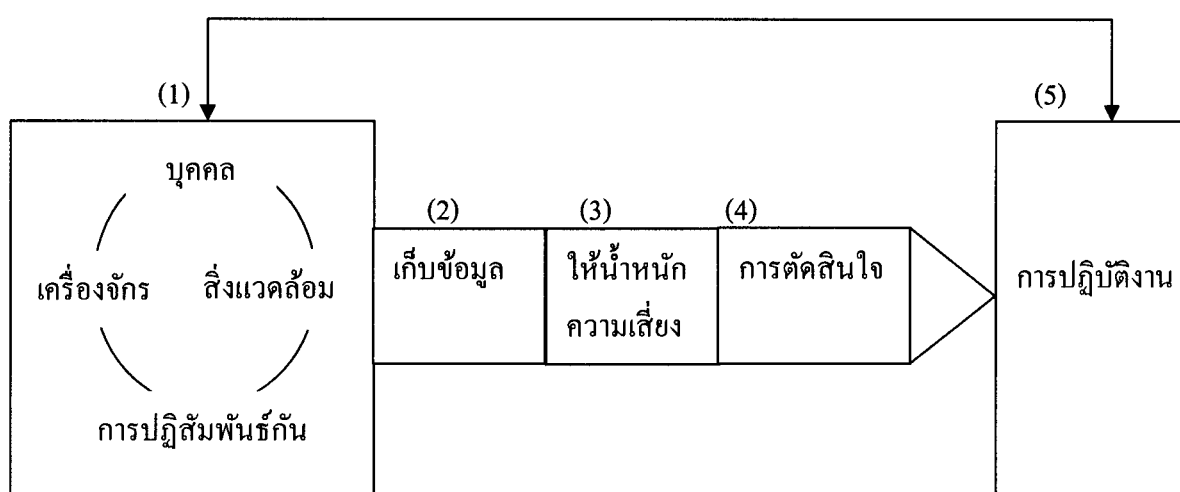 (1)
(5)
บุคคล
(2)
(3)
(4)
เครื่องจักร
สิ่งแวดล้อม
เก็บข้อมูล
ให้น้ำหนัก
ความเสี่ยง
การตัดสินใจ
การปฏิบัติงาน
การปฏิสัมพันธ์กัน